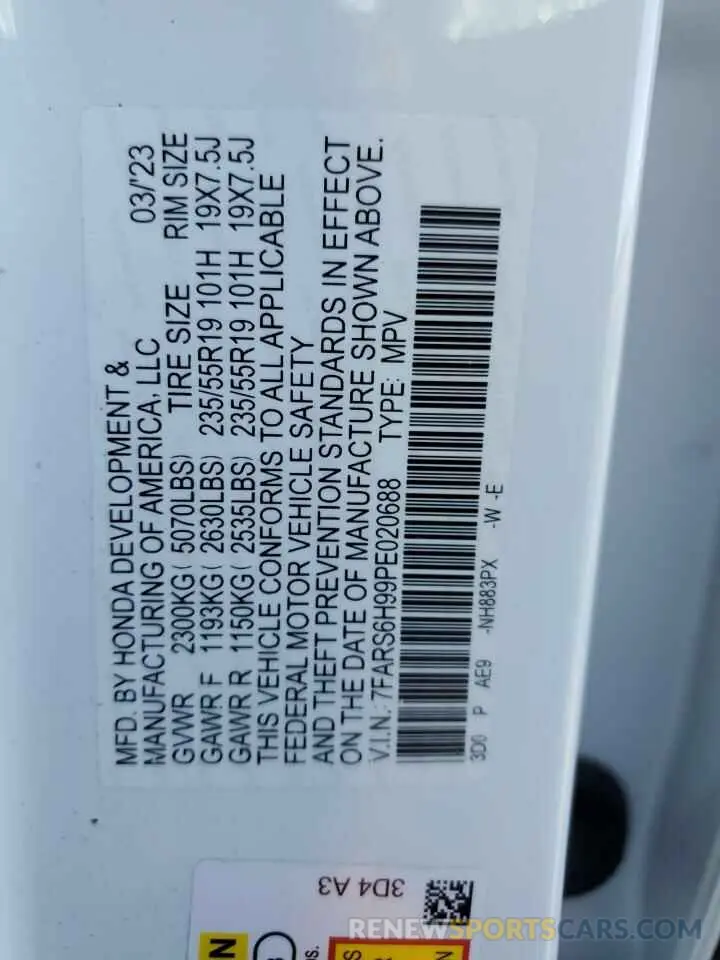 MFD. BY HONDA DEVELOPMENT &
MANUFACTURING OF AMERICA, LLC 03/'23
GVWR 2300KG( 5070LBS) TIRE SIZE RIM SIZE
GAWR F 1193KG( 2630LBS) 235/55R19 101H 19X7.5J
GAWR R 1150KG( 2535LBS) 235/55R19 101H 19X7.5J
THIS VEHICLE CONFORMS TO ALL APPLICABLE
FEDERAL MOTOR VEHICLE SAFETY
AND THEFT PREVENTION STANDARDS IN EFFECT
ON THE DATE OF MANUFACTURE SHOWN ABOVE.
V.I.N.: 7FARS6H99PE020688 TYPE: MPV
3D0 P AE9 -NH883PX -W -E
3D4 A3
RENEWSPORTSCARS.COM